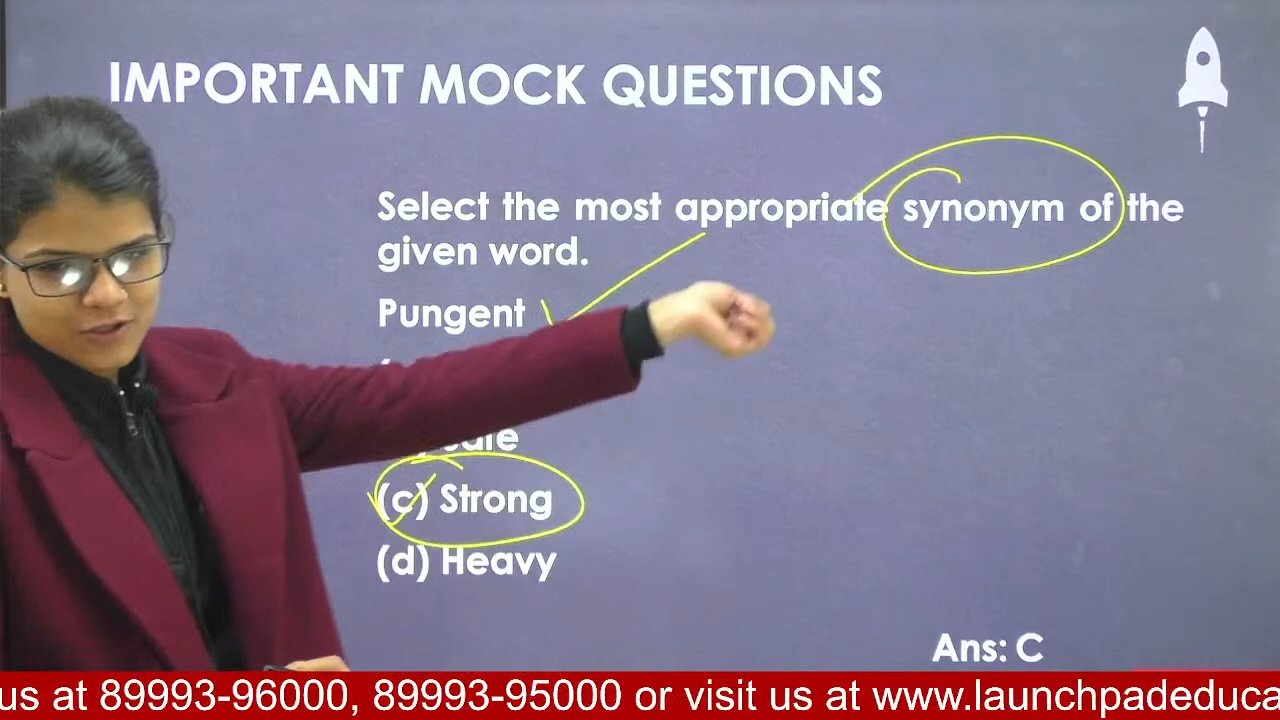 IMPORTANT MOCK QUESTIONS
Select the most appropriate synonym of the
given word.
Pungent
(c) Strong
(d) Heavy
Ans: C
us at 89993-96000, 89993-95000 or visit us at www.launchpadeduca